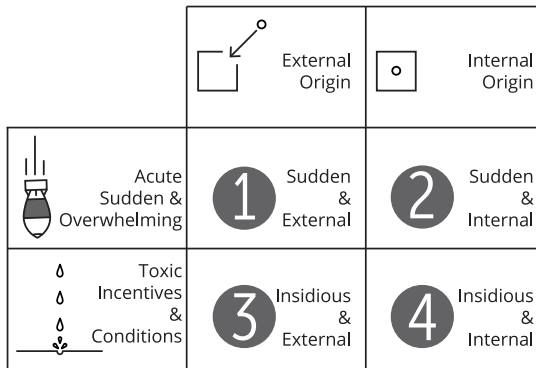 External
Origin
Internal
Origin
Acute
Sudden &
Overwhelming
1
Sudden
&
External
2
Sudden
&
Internal
Toxic
Incentives
&
Conditions
3
Insidious
&
External
4
Insidious
&
Internal